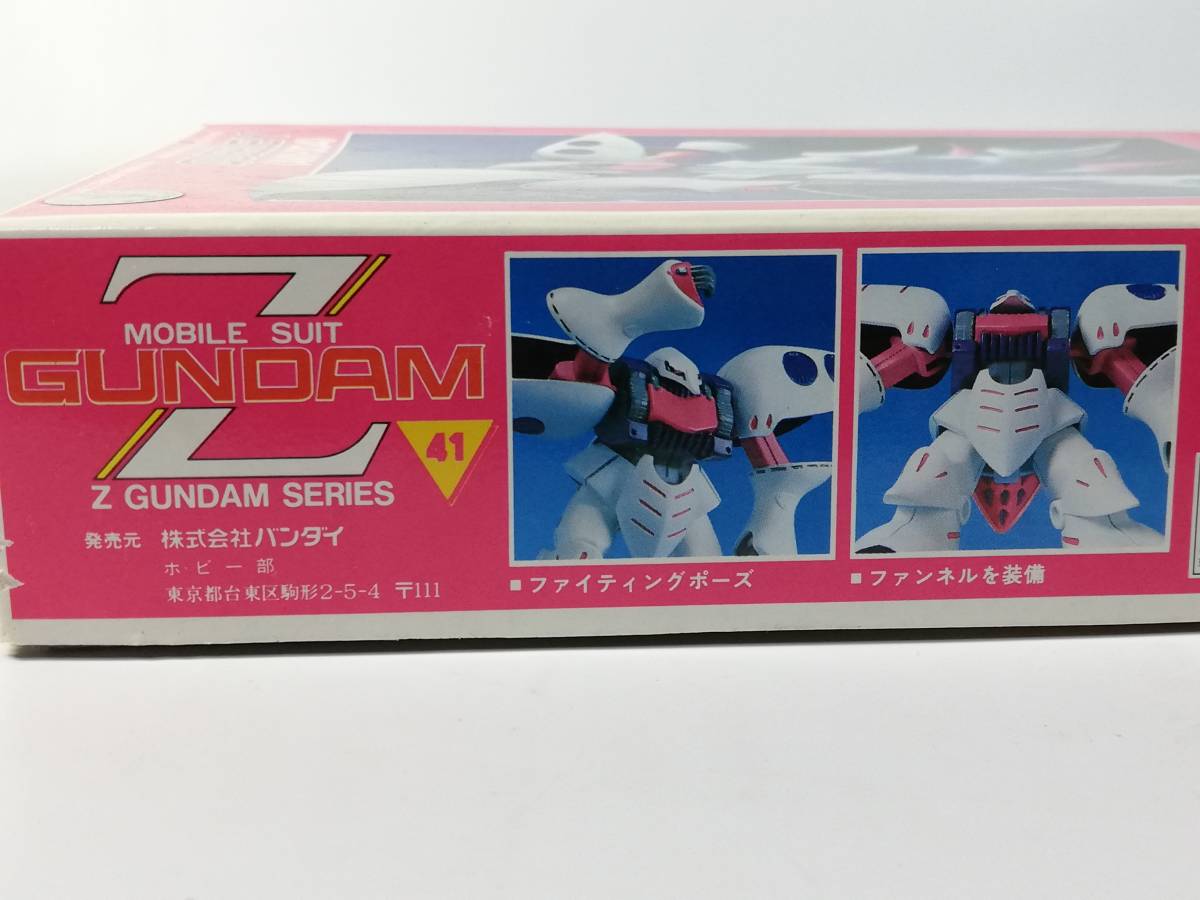 Z
MOBILE SUIT
GUNDAM
41
Z GUNDAM SERIES
発売元 株式会社バンダイ
ホビー部
東京都台東区駒形2-5-4 〒111
■ファイティングポーズ
■ファンネルを装備